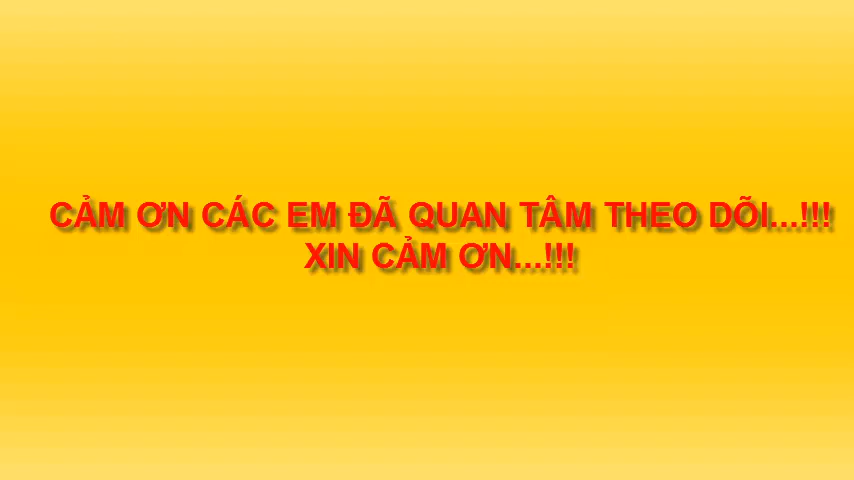 CẢM ƠN CÁC EM ĐÃ QUAN TÂM THEO DÕI...!!!
XIN CẢM ƠN...!!!